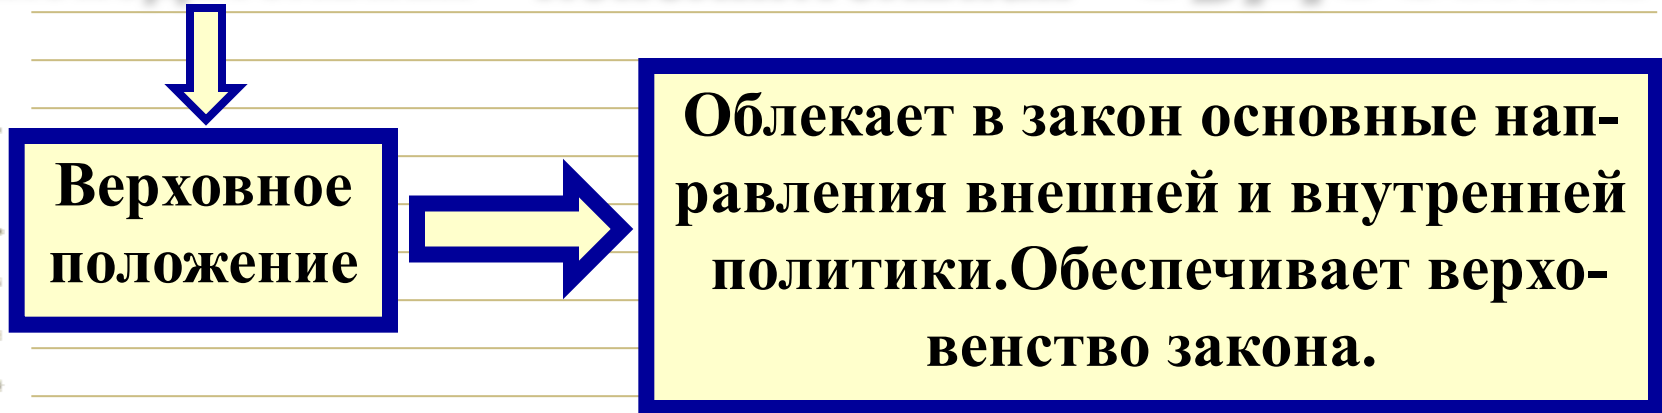 Верховное
положение
Облекает в закон основные нап-
равления внешней и внутренней
политики.Обеспечивает верхо-
венство закона.